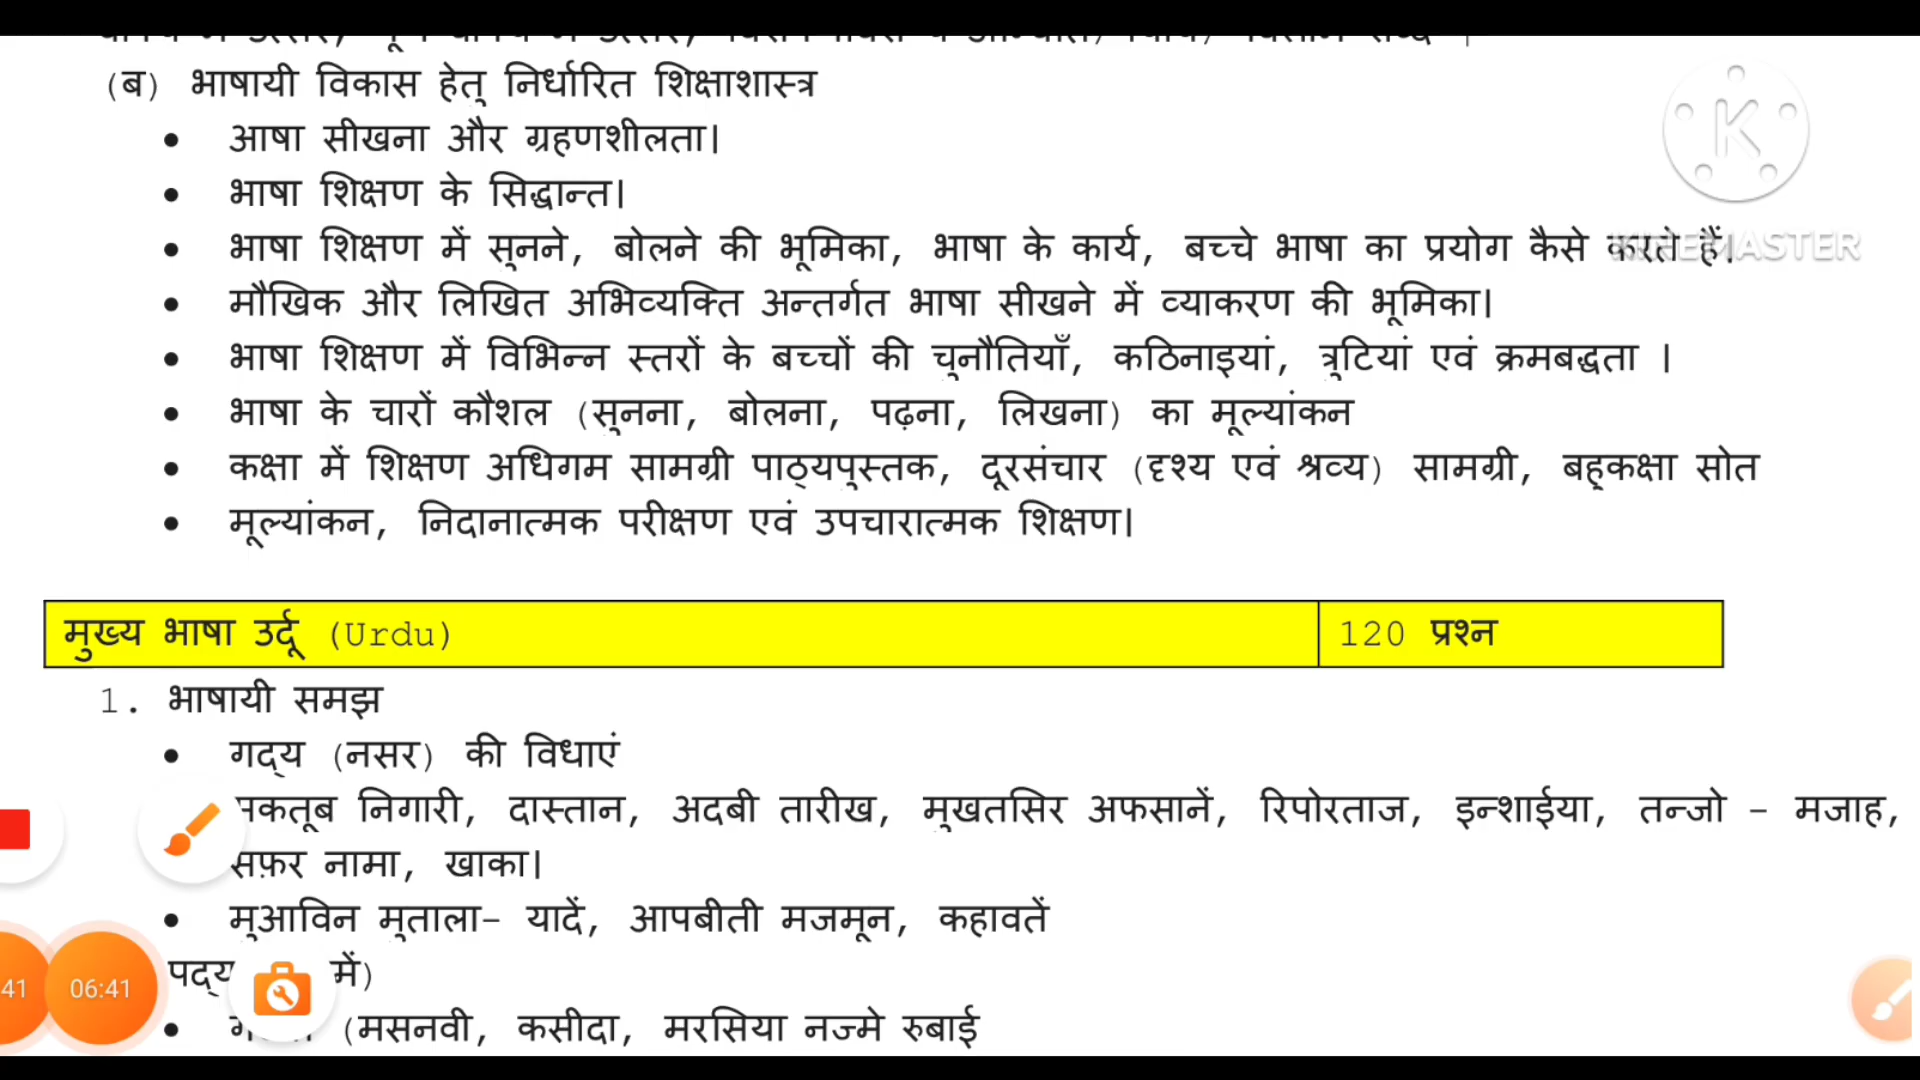 (ब) भाषायी विकास हेतु निर्धारित शिक्षाशास्त्र
• आषा सीखना और ग्रहणशीलता।
• भाषा शिक्षण के सिद्धान्त।
• भाषा शिक्षण में सुनने, बोलने की भूमिका, भाषा के कार्य, बच्चे भाषा का प्रयोग कैसे करते हैं।
KINEMASTER
• मौखिक और लिखित अभिव्यक्ति अन्तर्गत भाषा सीखने में व्याकरण की भूमिका।
• भाषा शिक्षण में विभिन्न स्तरों के बच्चों की चुनौतियाँ, कठिनाइयां, त्रुटियां एवं क्रमबद्धता |
• भाषा के चारों कौशल (सुनना, बोलना, पढ़ना, लिखना) का मूल्यांकन
• कक्षा में शिक्षण अधिगम सामग्री पाठ्यपुस्तक, दूरसंचार (दृश्य एवं श्रव्य) सामग्री, बहुकक्षा सोत
• मूल्यांकन, निदानात्मक परीक्षण एवं उपचारात्मक शिक्षण।
मुख्य भाषा उर्दू (Urdu) 120 प्रश्न
1. भाषायी समझ
• गद्य (नसर) की विधाएं
निगारी, दास्तान, अदबी तारीख, मुखतसिर अफसानें, रिपोरताज, इन्शाईया, तन्जो - मजाह,
सफ़र नामा, खाका।
• मुआविन मुताला- यादें, आपबीती मजमून, कहावतें
पद्य में)
• (मसनवी, कसीदा, मरसिया नज्मे रुबाई
41 06:41